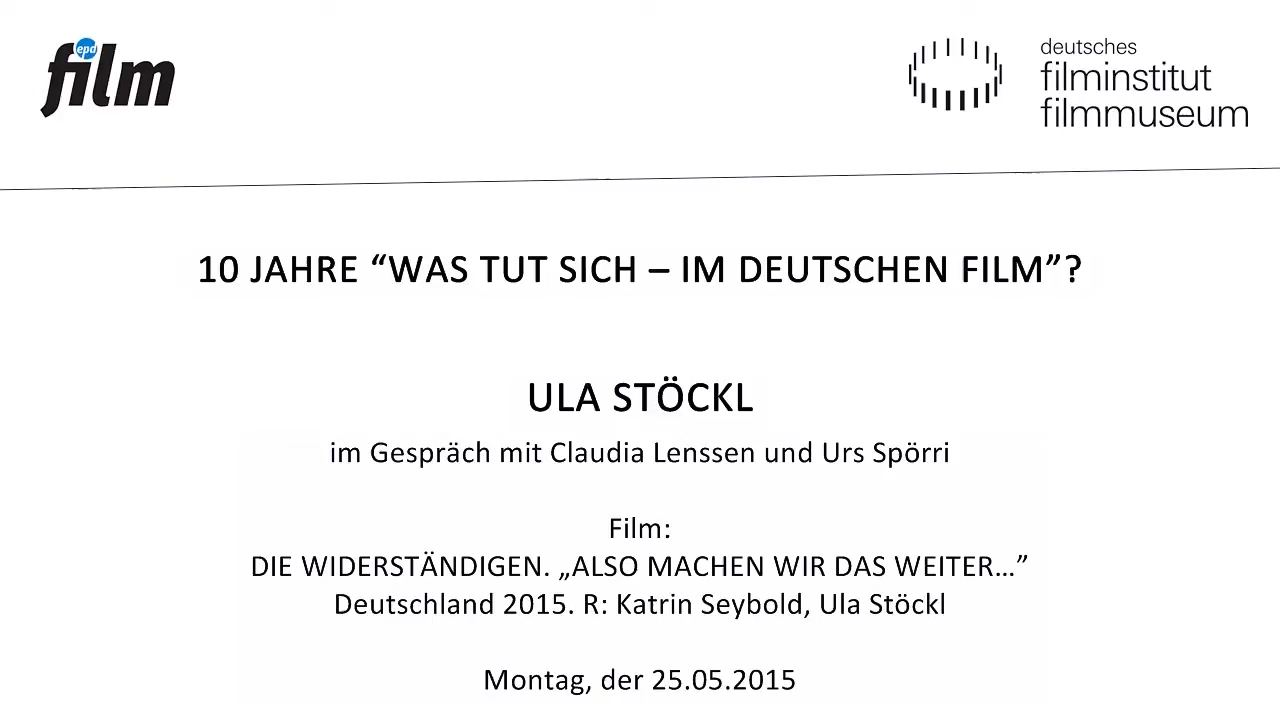 epd
film
deutsches
filminstitut
filmmuseum
10 JAHRE “WAS TUT SICH – IM DEUTSCHEN FILM”?
ULA STÖCKL
im Gespräch mit Claudia Lenssen und Urs Spörri
Film:
DIE WIDERSTÄNDIGEN. „ALSO MACHEN WIR DAS WEITER…”
Deutschland 2015. R: Katrin Seybold, Ula Stöckl
Montag, der 25.05.2015